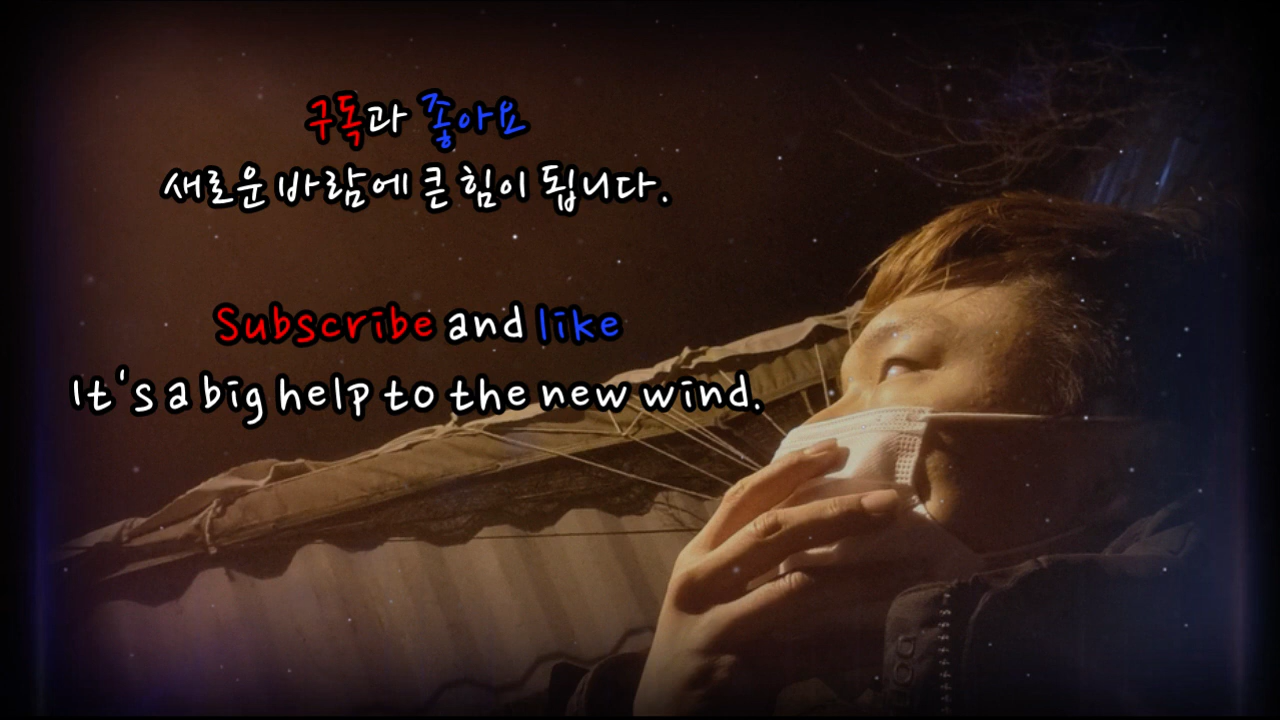 구독과 좋아요
새로운 바람에 큰 힘이 됩니다.
Subscribe and like
It's a big help to the new wind.